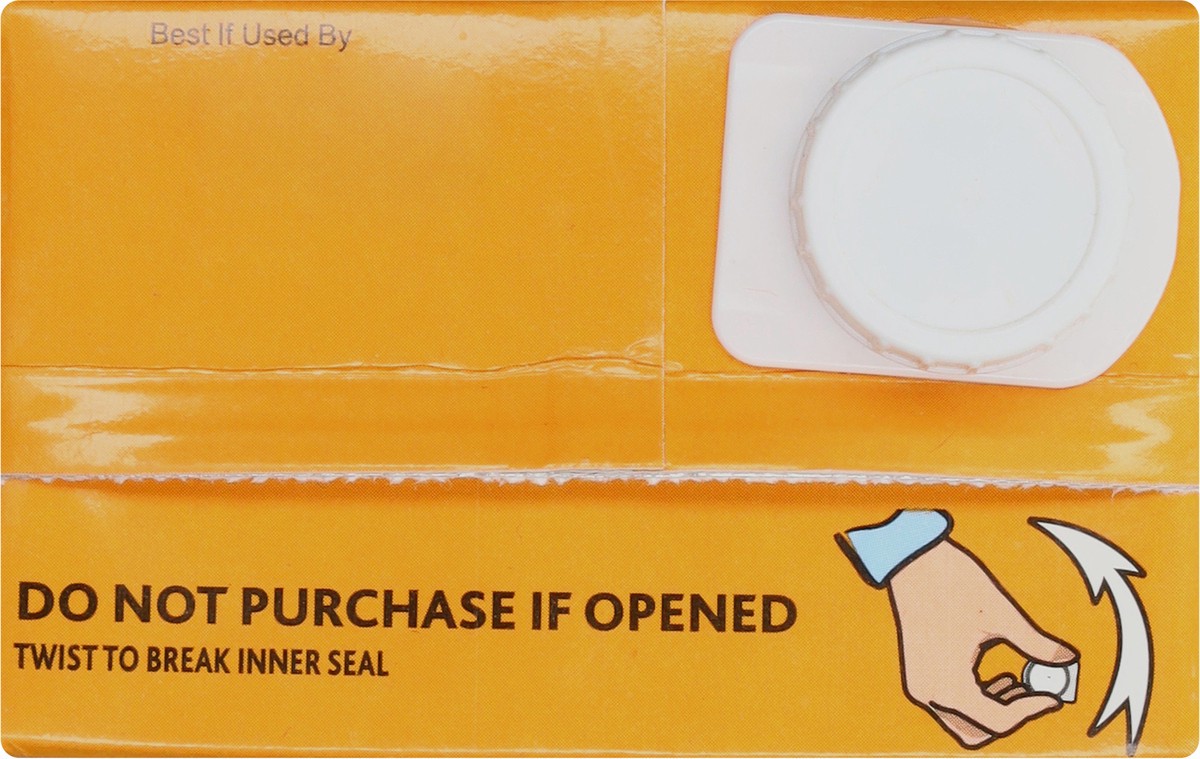 Best If Used By
DO NOT PURCHASE IF OPENED
TWIST TO BREAK INNER SEAL